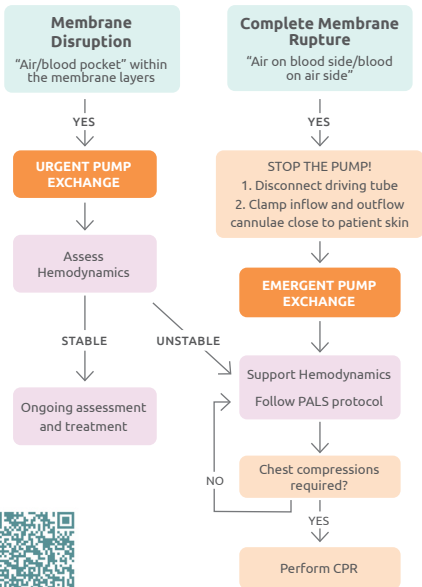 Membrane
Disruption
“Air/blood pocket” within
the membrane layers
YES
URGENT PUMP
EXCHANGE
Assess
Hemodynamics
STABLE
UNSTABLE
Ongoing assessment
and treatment
Complete Membrane
Rupture
“Air on blood side/blood
on air side”
YES
STOP THE PUMP!
1. Disconnect driving tube
2. Clamp inflow and outflow
cannulae close to patient skin
EMERGENT PUMP
EXCHANGE
Support Hemodynamics
Follow PALS protocol
Chest compressions
required?
NO
YES
Perform CPR